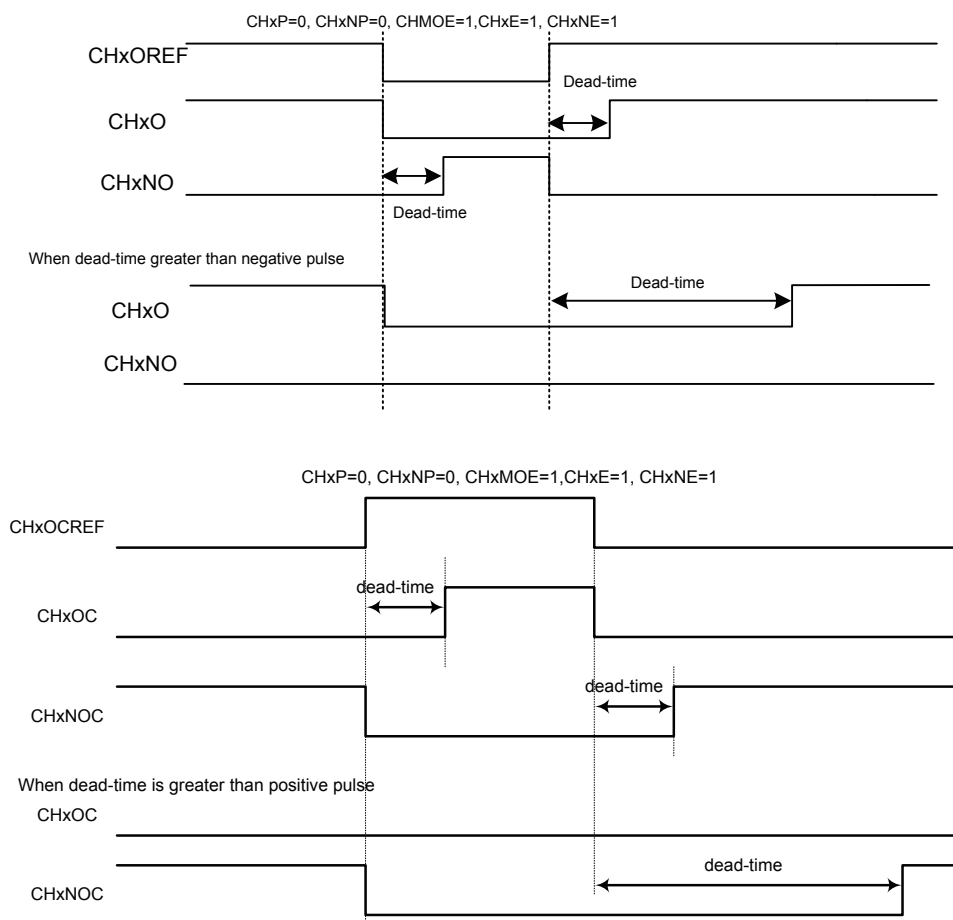 CHxP=0, CHxNP=0, CHMOE=1,CHxE=1, CHxNE=1
CHxOREF
Dead-time
CHxO
CHxNO
Dead-time
When dead-time greater than negative pulse
Dead-time
CHxO
CHxNO
CHxP=0, CHxNP=0, CHxMOE=1,CHxE=1, CHxNE=1
CHxOCREF
dead-time
CHxOC
dead-time
CHxNOC
When dead-time is greater than positive pulse
CHxOC
dead-time
CHxNOC